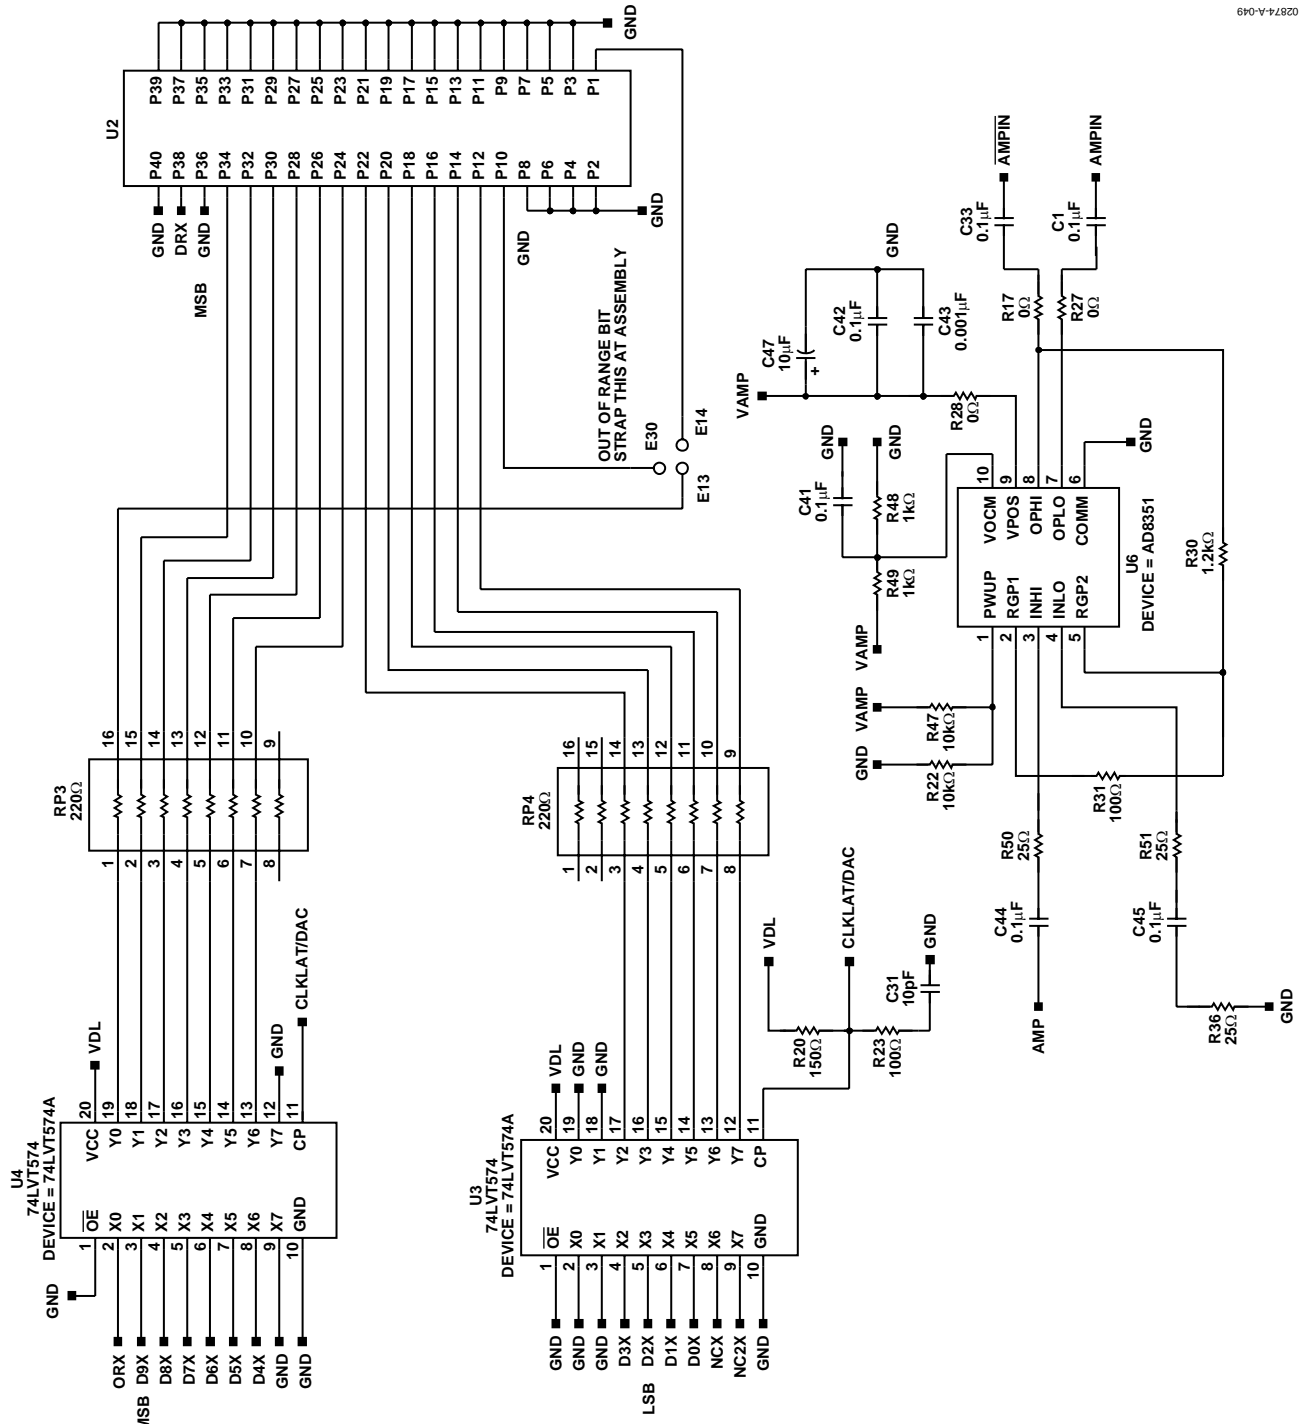 02874-A-049
GND
U2
P39
P37
P35
P33
P31
P29
P27
P25
P23
P21
P19
P17
P15
P13
P11
P9
P7
P5
P3
P1
P40
P38
P36
P34
P32
P30
P28
P26
P24
P22
P20
P18
P16
P14
P12
P10
P8
P6
P4
P2
GND
DRX
GND
MSB
GND
GND
OUT OF RANGE BIT
STRAP THIS AT ASSEMBLY
E30
E14
E13
RP3
220Ω
16
15
14
13
12
11
10
9
1
2
3
4
5
6
7
8
RP4
220Ω
16
15
14
13
12
11
10
9
1
2
3
4
5
6
7
8
U4
74LVT574
DEVICE = 74LVT574A
VDL
GND
CLKLAT/DAC
20
19
18
17
16
15
14
13
12
11
VCC
Y0
Y1
Y2
Y3
Y4
Y5
Y6
Y7
CP
OE
X0
X1
X2
X3
X4
X5
X6
X7
GND
1
2
3
4
5
6
7
8
9
10
GND
ORX
D9X
D8X
D7X
D6X
D5X
D4X
GND
GND
MSB
U3
74LVT574
DEVICE = 74LVT574A
VDL
GND
GND
20
19
18
17
16
15
14
13
12
11
VCC
Y0
Y1
Y2
Y3
Y4
Y5
Y6
Y7
CP
OE
X0
X1
X2
X3
X4
X5
X6
X7
GND
1
2
3
4
5
6
7
8
9
10
GND
GND
GND
D3X
D2X
D1X
D0X
NCX
NC2X
GND
LSB
VDL
CLKLAT/DAC
GND
R20
150Ω
R23
100Ω
C31
10pF
AMPIN
AMPIN
C33
0.1µF
C1
0.1µF
R17
0Ω
R27
0Ω
GND
C47
10µF
+
C42
0.1µF
C43
0.001µF
VAMP
R28
0Ω
GND
GND
C41
0.1µF
R48
1kΩ
R49
1kΩ
VAMP
GND
10
9
8
7
6
VOCM
VPOS
OPHI
OPLO
COMM
PWUP
RGP1
INHI
INLO
RGP2
1
2
3
4
5
U6
DEVICE = AD8351
R30
1.2kΩ
VAMP
GND
R47
10kΩ
R22
10kΩ
R31
100Ω
R50
25Ω
R51
25Ω
C44
0.1µF
C45
0.1µF
AMP
R36
25Ω
GND